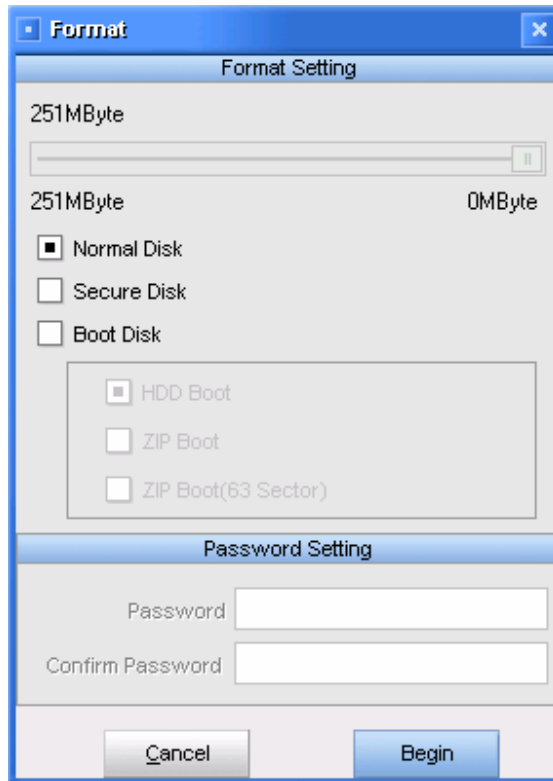 Format
Format Setting
251MByte
251MByte 0MByte
Normal Disk
Secure Disk
Boot Disk
HDD Boot
ZIP Boot
ZIP Boot(63 Sector)
Password Setting
Password
Confirm Password
Cancel Begin